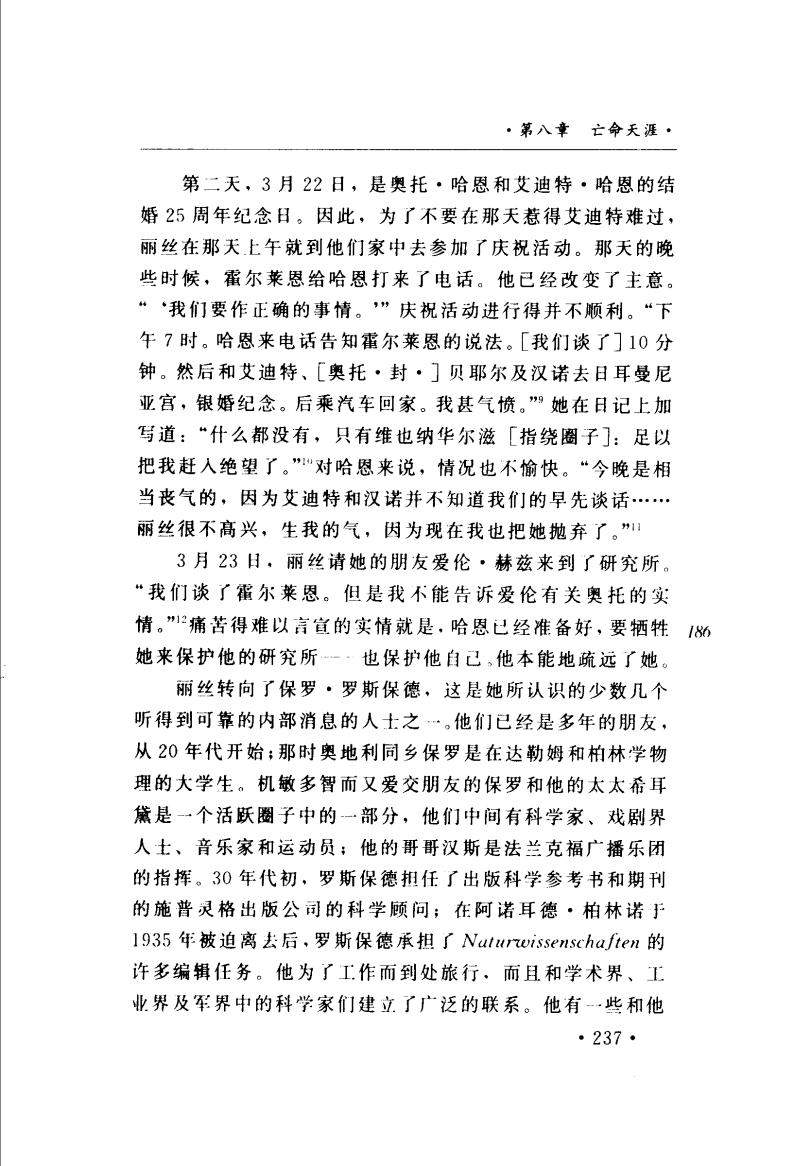 ·第八章　亡命天涯·
第二天，3月22日，是奥托·哈恩和艾迪特·哈恩的结
婚25周年纪念日。因此，为了不要在那天惹得艾迪特难过，
丽丝在那天上午就到他们家中去参加了庆祝活动。那天的晚
些时候，霍尔莱恩给哈恩打来了电话。他已经改变了主意。
“‘我们要作正确的事情。’”庆祝活动进行得并不顺利。“下
午7时。哈恩来电话告知霍尔莱恩的说法。[我们谈了]10分
钟。然后和艾迪特、[奥托·封·]贝耶尔及汉诺去日耳曼尼
亚宫，银婚纪念。后乘汽车回家。我甚气愤。”9她在日记上加
写道：“什么都没有，只有维也纳华尔滋[指绕圈子]：足以
把我赶入绝望了。”10对哈恩来说，情况也不愉快。“今晚是相
当丧气的，因为艾迪特和汉诺并不知道我们的早先谈话……
丽丝很不高兴，生我的气，因为现在我也把她抛弃了。”11
3月23日，丽丝请她的朋友爱伦·赫兹来到了研究所。
“我们谈了霍尔莱恩。但是我不能告诉爱伦有关奥托的实
情。”12痛苦得难以言宣的实情就是，哈恩已经准备好，要牺牲
186
她来保护他的研究所——也保护他自己。他本能地疏远了她。
丽丝转向了保罗·罗斯保德，这是她所认识的少数几个
听得到可靠的内部消息的人士之一。他们已经是多年的朋友，
从20年代开始；那时奥地利同乡保罗是在达勒姆和柏林学物
理的大学生。机敏多智而又爱交朋友的保罗和他的太太希耳
黛是一个活跃圈子中的一部分，他们中间有科学家、戏剧界
人士、音乐家和运动员；他的哥哥汉斯是法兰克福广播乐团
的指挥。30年代初，罗斯保德担任了出版科学参考书和期刊
的施普灵格出版公司的科学顾问；在阿诺耳德·柏林诺于
1935年被迫离去后，罗斯保德承担了Naturwissenschaften的
许多编辑任务。他为了工作而到处旅行，而且和学术界、工
业界及军界中的科学家们建立了广泛的联系。他有一些和他
·237·